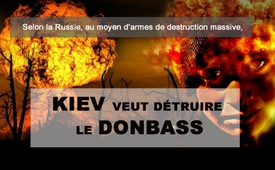 Selon la Russie, au moyen d'armes de destruction massive,
KIEV VEUT DÉTRUIRE
LE DONBASS